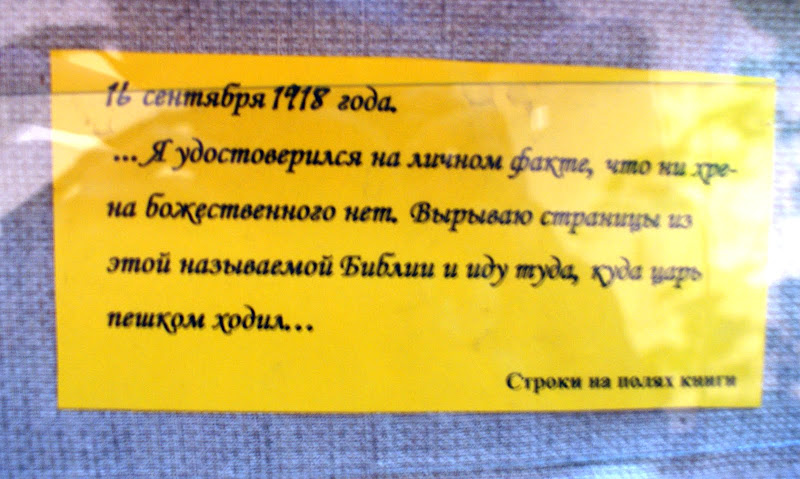 16 сентября 1918 года.
...Я удостоверился на личном факте, что ни хре-
на божественного нет. Вырываю страницы из
этой называемой Библии и иду туда, куда царь
пешком ходил...
Строки на полях книги